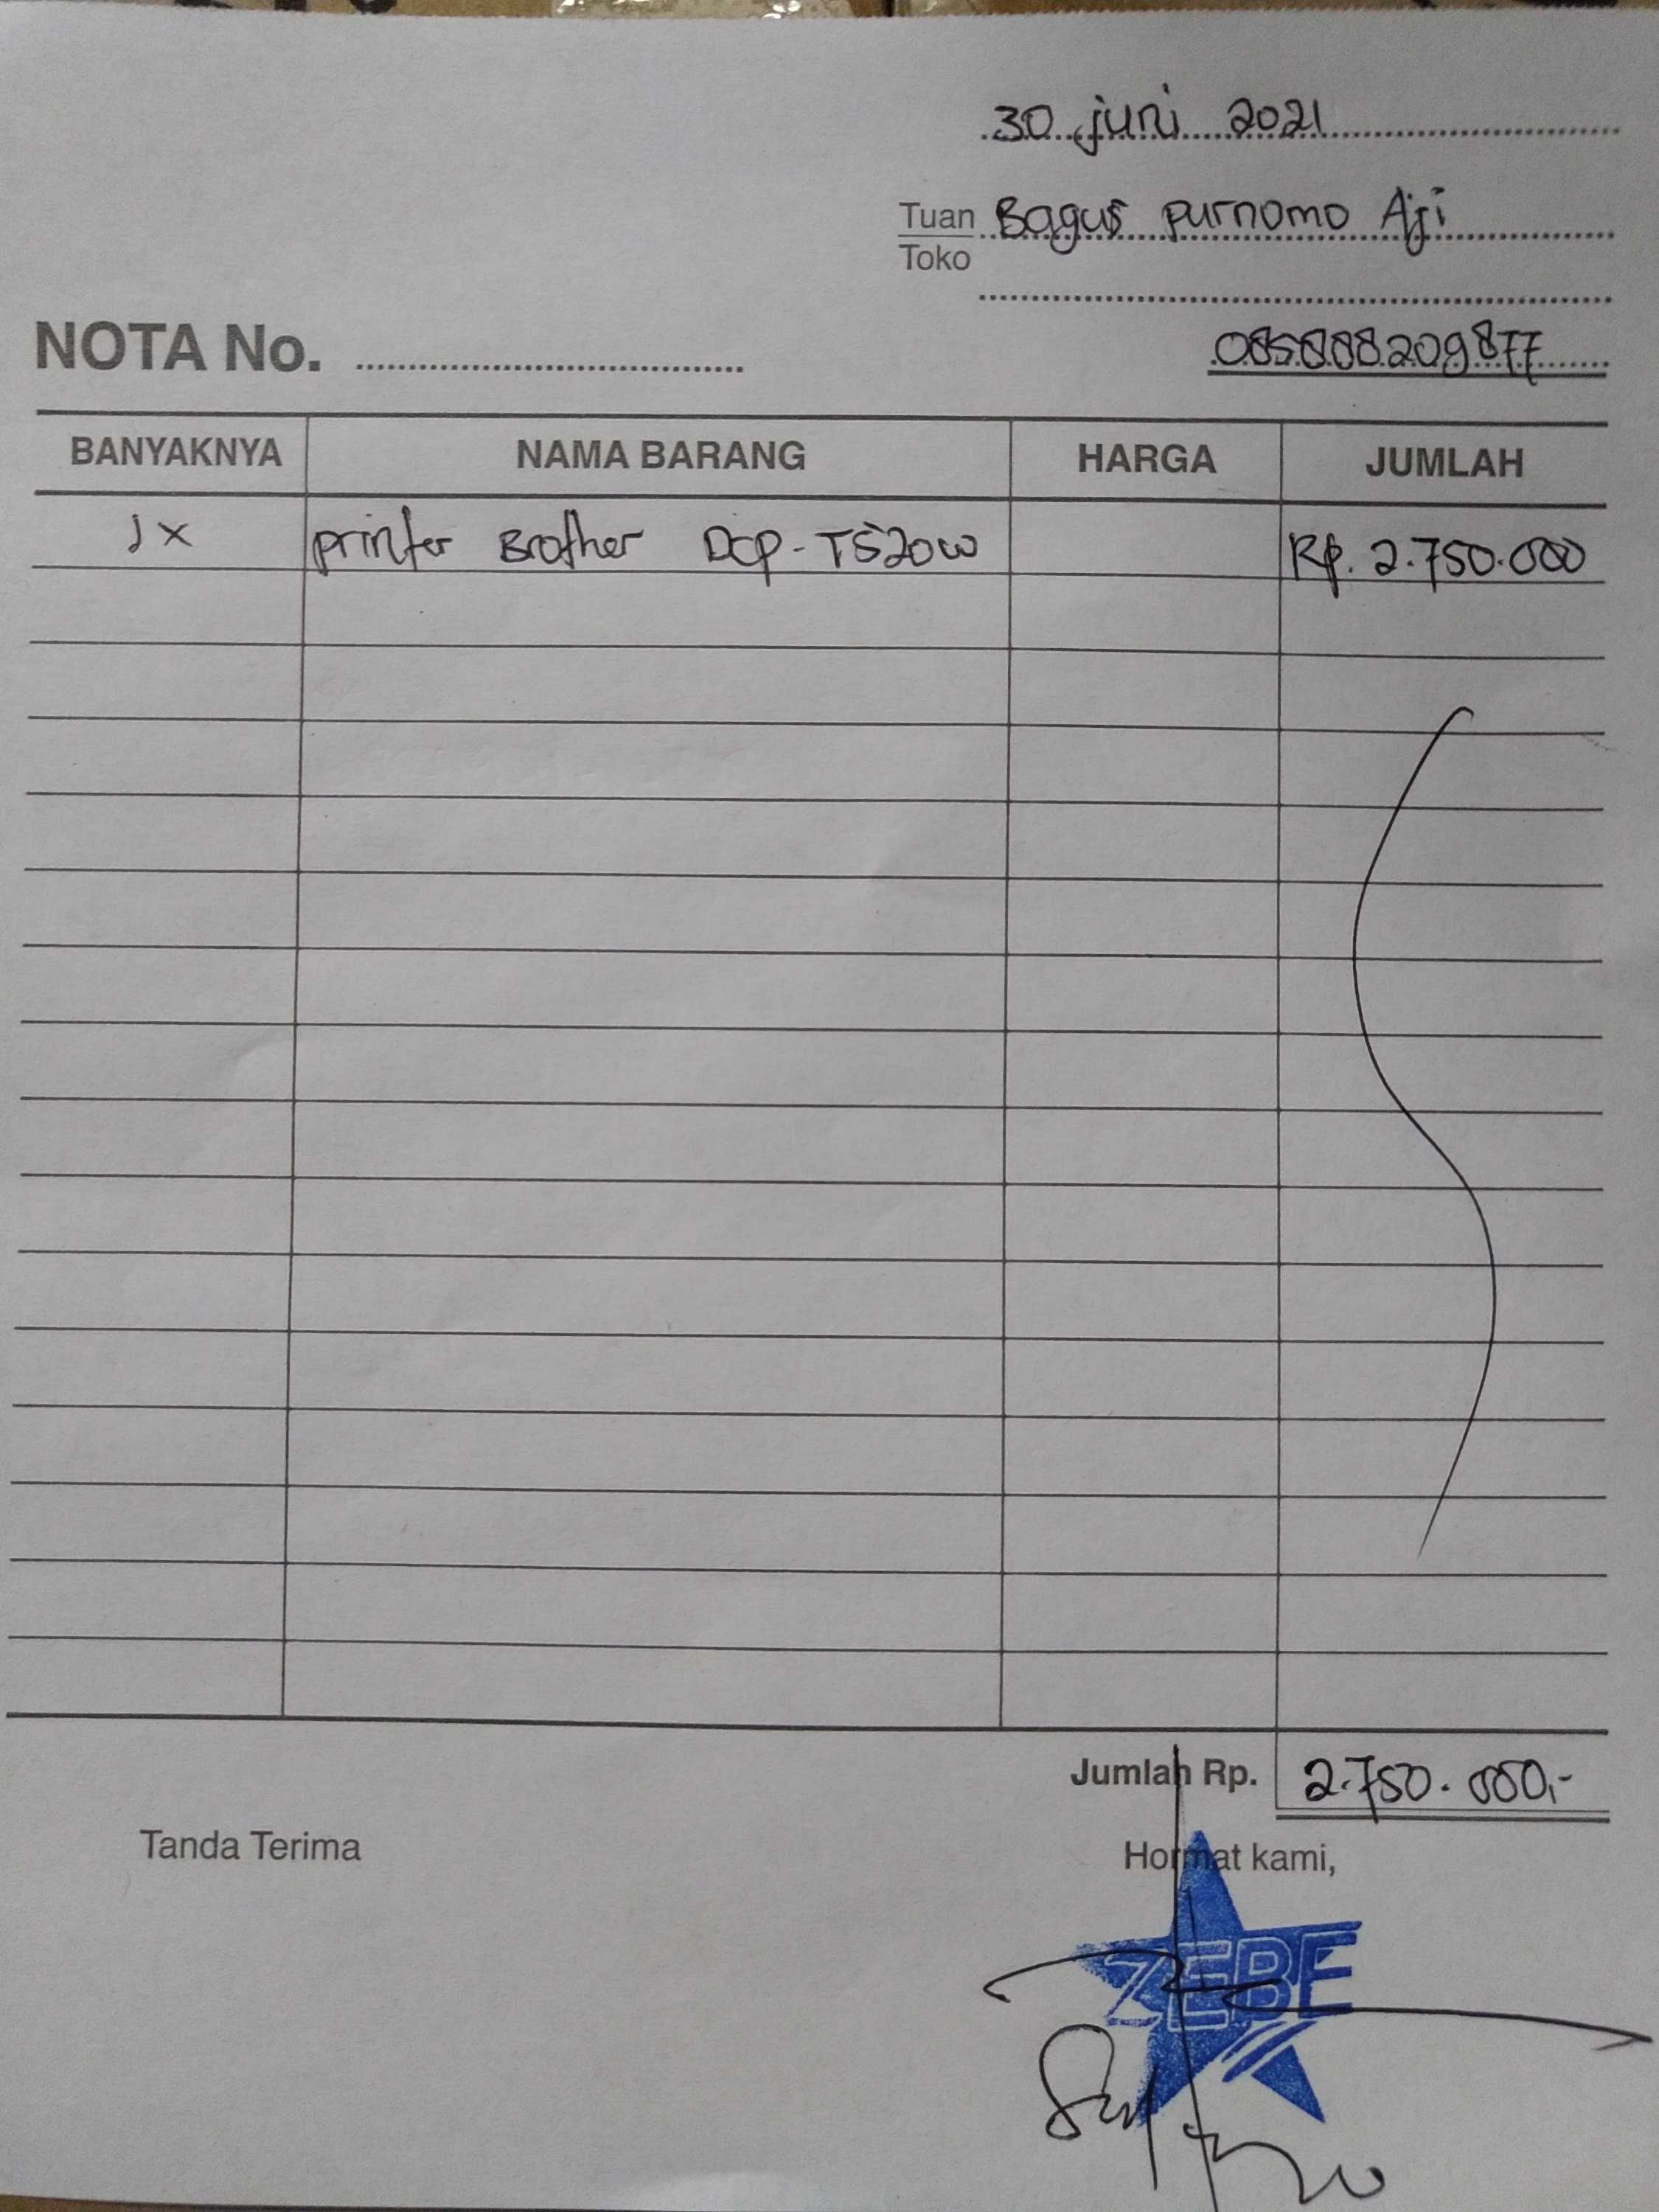 30 juni 2021
Tuan Bagus purnomo Aji
Toko
NOTA No.
085888209877
BANYAKNYA NAMA BARANG HARGA JUMLAH
1x printer Brother Dcp-T520w Rp. 2.750.000
Jumlah Rp. 2.750.000,-
Tanda Terima Hormat kami,
ZEBE